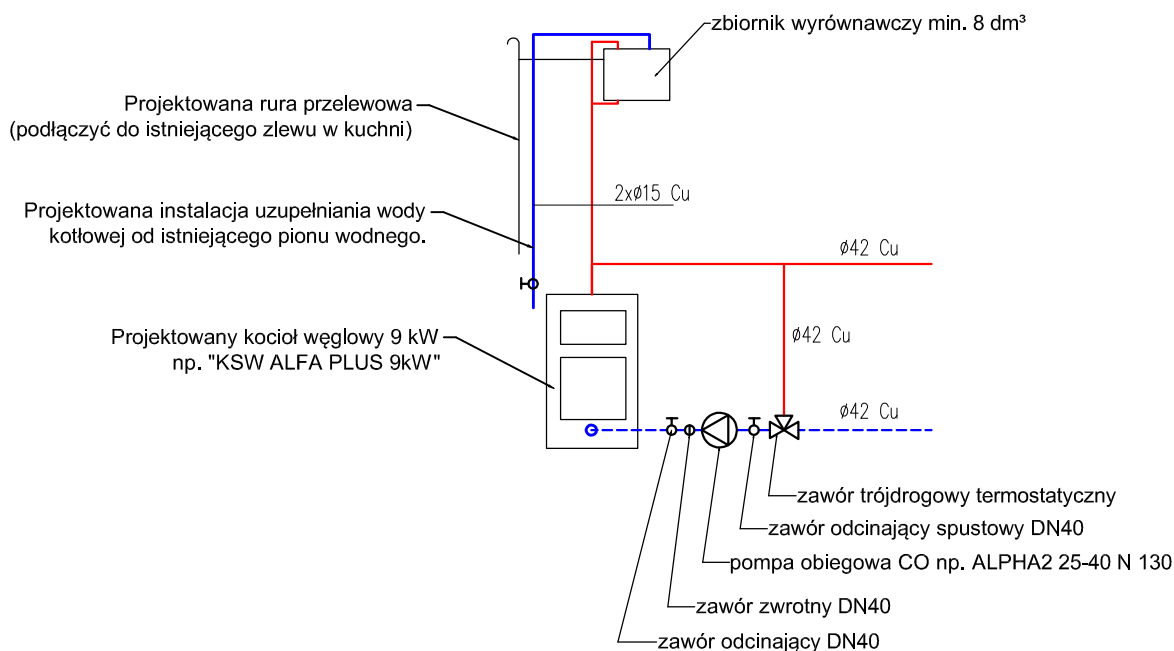 zbiornik wyrównawczy min. 8 dm³
Projektowana rura przelewowa
(podłączyć do istniejącego zlewu w kuchni)
2xø15 Cu
Projektowana instalacja uzupełniania wody
kotłowej od istniejącego pionu wodnego.
ø42 Cu
Projektowany kocioł węglowy 9 kW
np. "KSW ALFA PLUS 9kW"
ø42 Cu
ø42 Cu
zawór trójdrogowy termostatyczny
zawór odcinający spustowy DN40
pompa obiegowa CO np. ALPHA2 25-40 N 130
zawór zwrotny DN40
zawór odcinający DN40